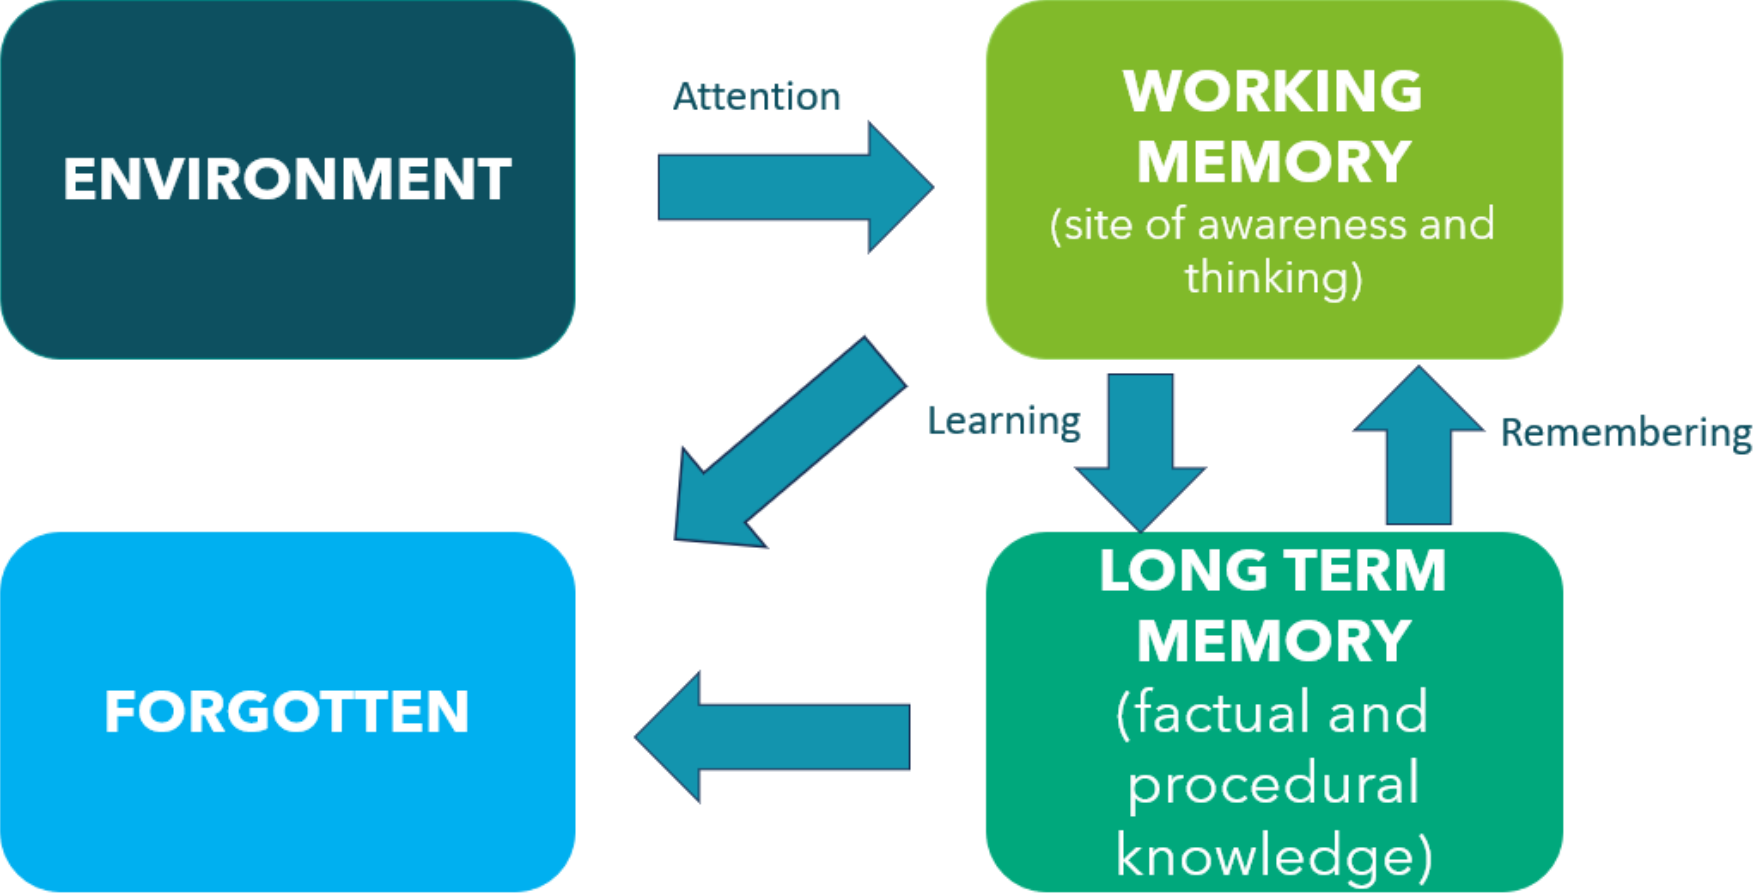 ENVIRONMENT
Attention
WORKING
MEMORY
(site of awareness and
thinking)
Learning
Remembering
FORGOTTEN
LONG TERM
MEMORY
(factual and
procedural
knowledge)